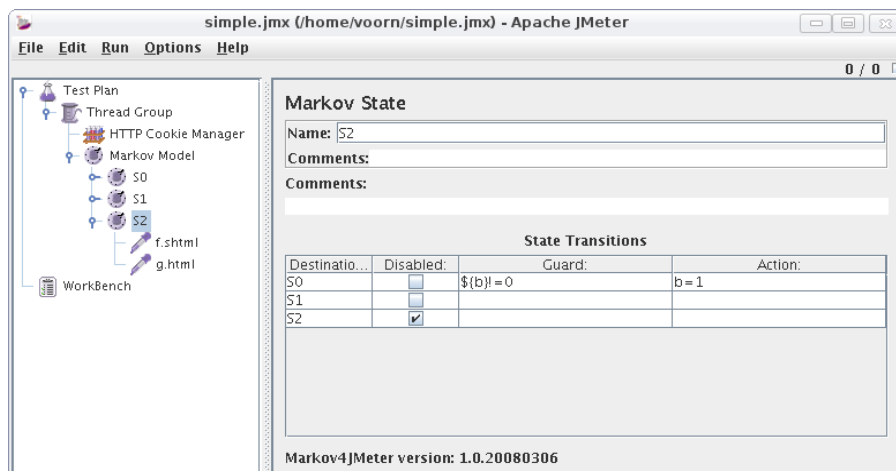 simple.jmx (/home/voorn/simple.jmx) - Apache JMeter
File Edit Run Options Help
0 / 0
Test Plan
Thread Group
HTTP Cookie Manager
Markov Model
S0
S1
S2
f.shtml
g.html
WorkBench
Markov State
Name: S2
Comments:
Comments:
State Transitions
Destinatio... Disabled: Guard: Action:
S0 ${b}!=0 b=1
S1
S2
Markov4JMeter version: 1.0.20080306